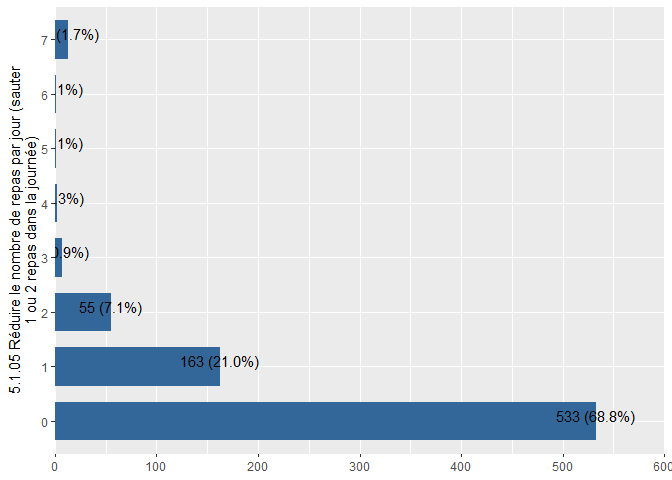 5.1.05 Réduire le nombre de repas par jour (sauter
1 ou 2 repas dans la journée)
7 (1.7%)
6 1%)
5 1%)
4 3%)
3 .9%)
2 55 (7.1%)
1 163 (21.0%)
0 533 (68.8%)
0 100 200 300 400 500 600